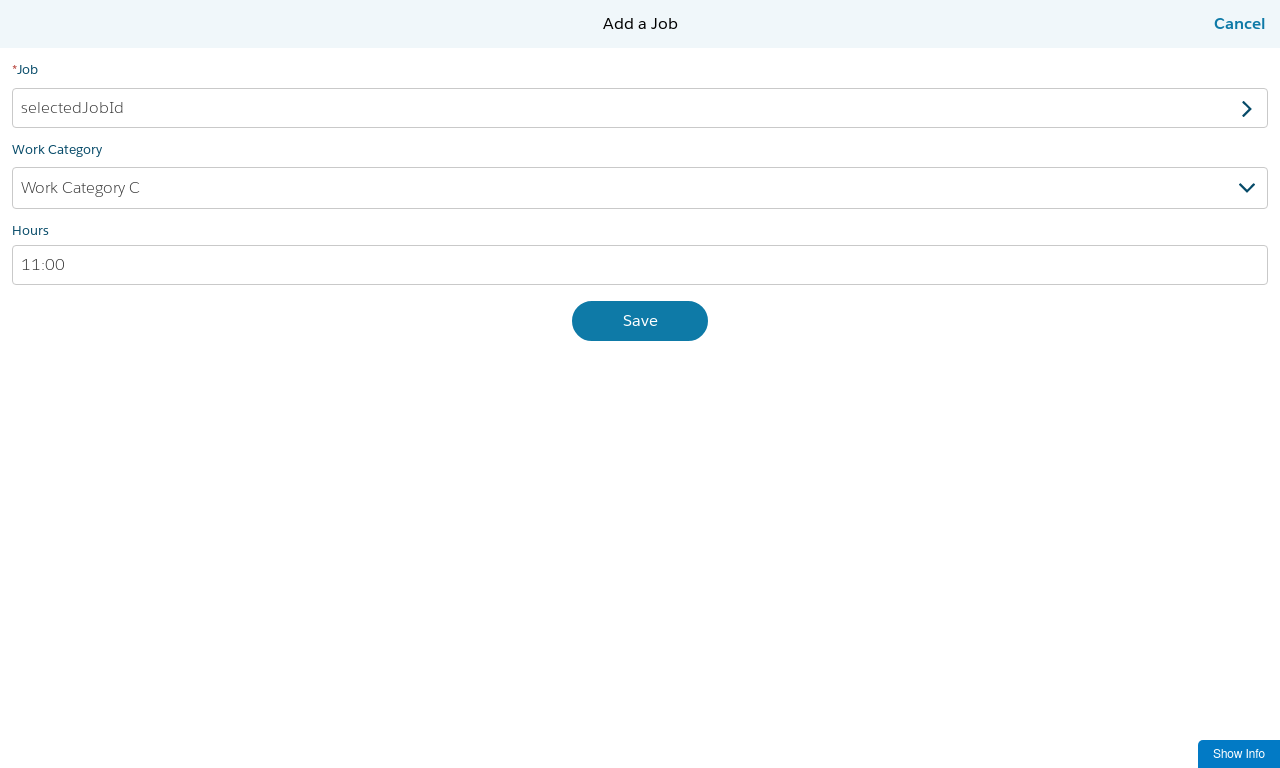 Add a Job
Cancel
*Job
selectedJobId
Work Category
Work Category C
Hours
11:00
Save
Show Info